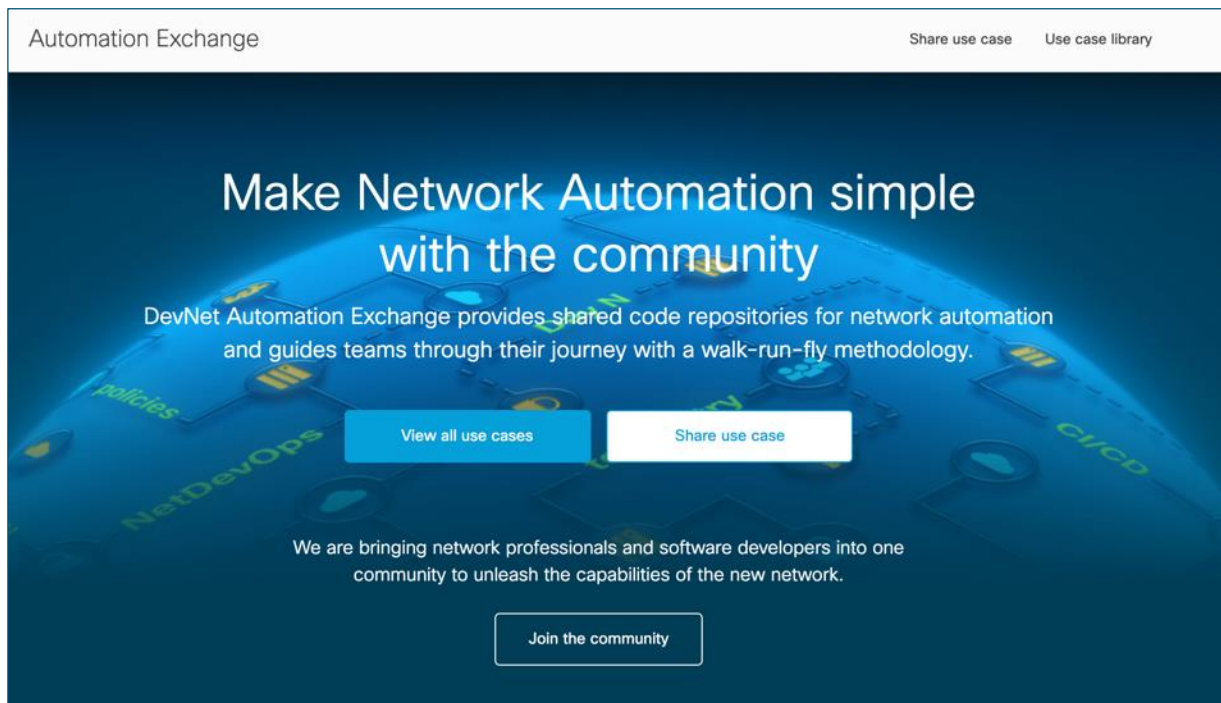 Automation Exchange
Share use case
Use case library
Make Network Automation simple
with the community
DevNet Automation Exchange provides shared code repositories for network automation
and guides teams through their journey with a walk-run-fly methodology.
policies
NetDevOps
CI/CD
View all use cases
Share use case
We are bringing network professionals and software developers into one
community to unleash the capabilities of the new network.
Join the community